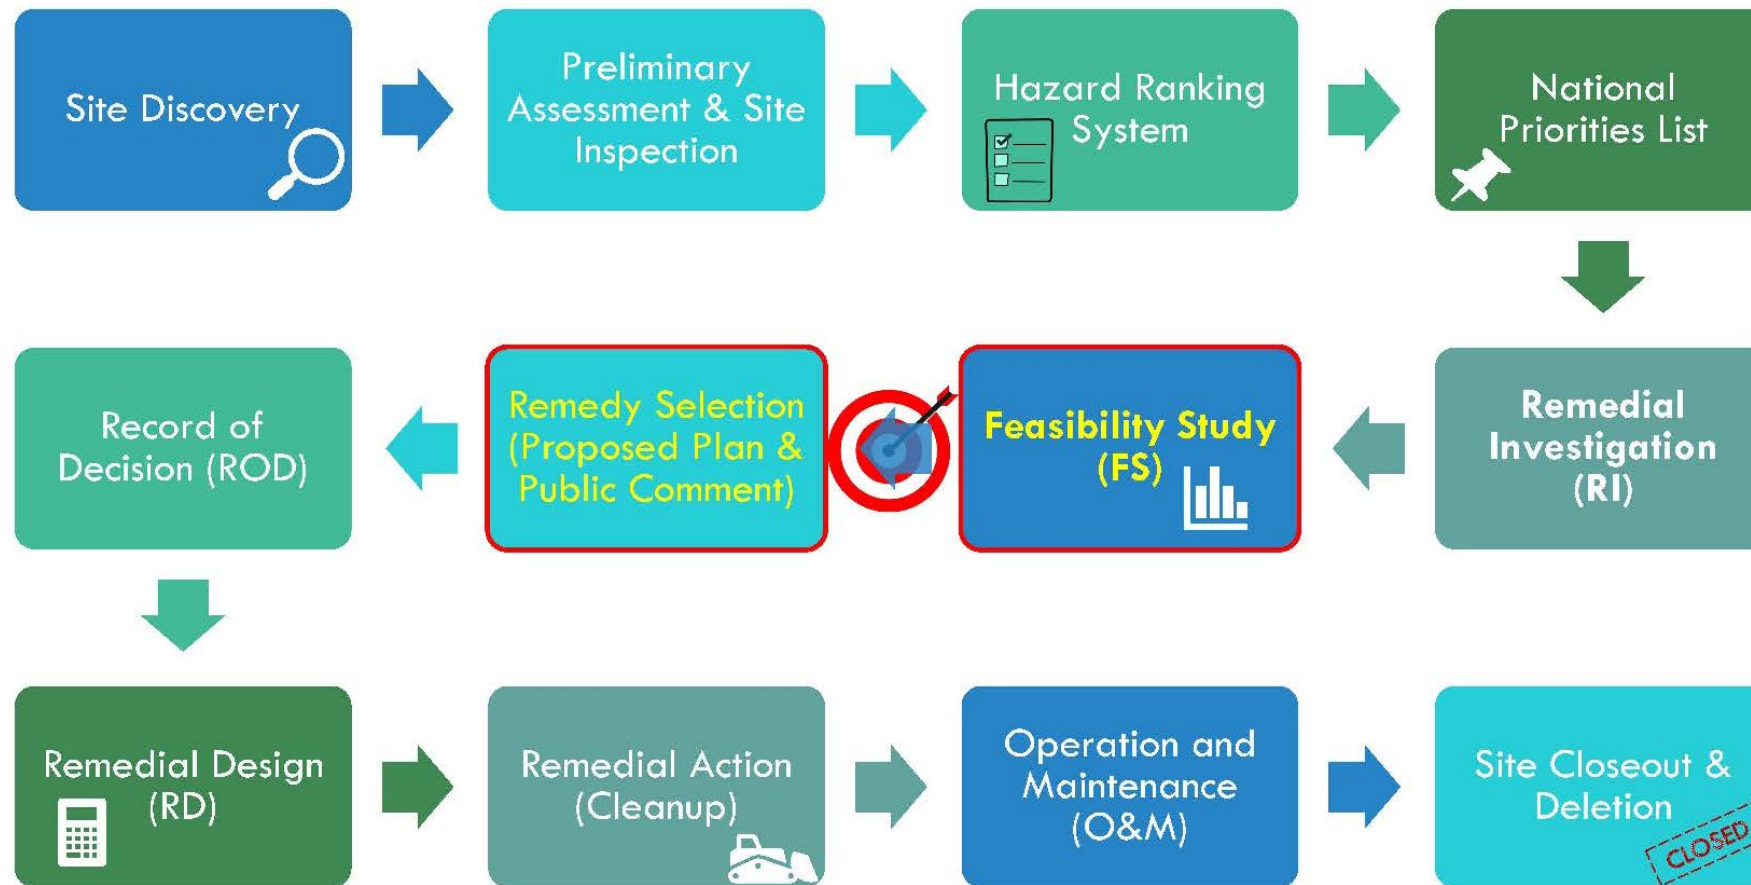 Site Discovery
Preliminary
Assessment & Site
Inspection
Hazard Ranking
System
National
Priorities List
Remedial
Investigation
(RI)
Feasibility Study
(FS)
Remedy Selection
(Proposed Plan &
Public Comment)
Record of
Decision (ROD)
Remedial Design
(RD)
Remedial Action
(Cleanup)
Operation and
Maintenance
(O&M)
Site Closeout &
Deletion
CLOSED